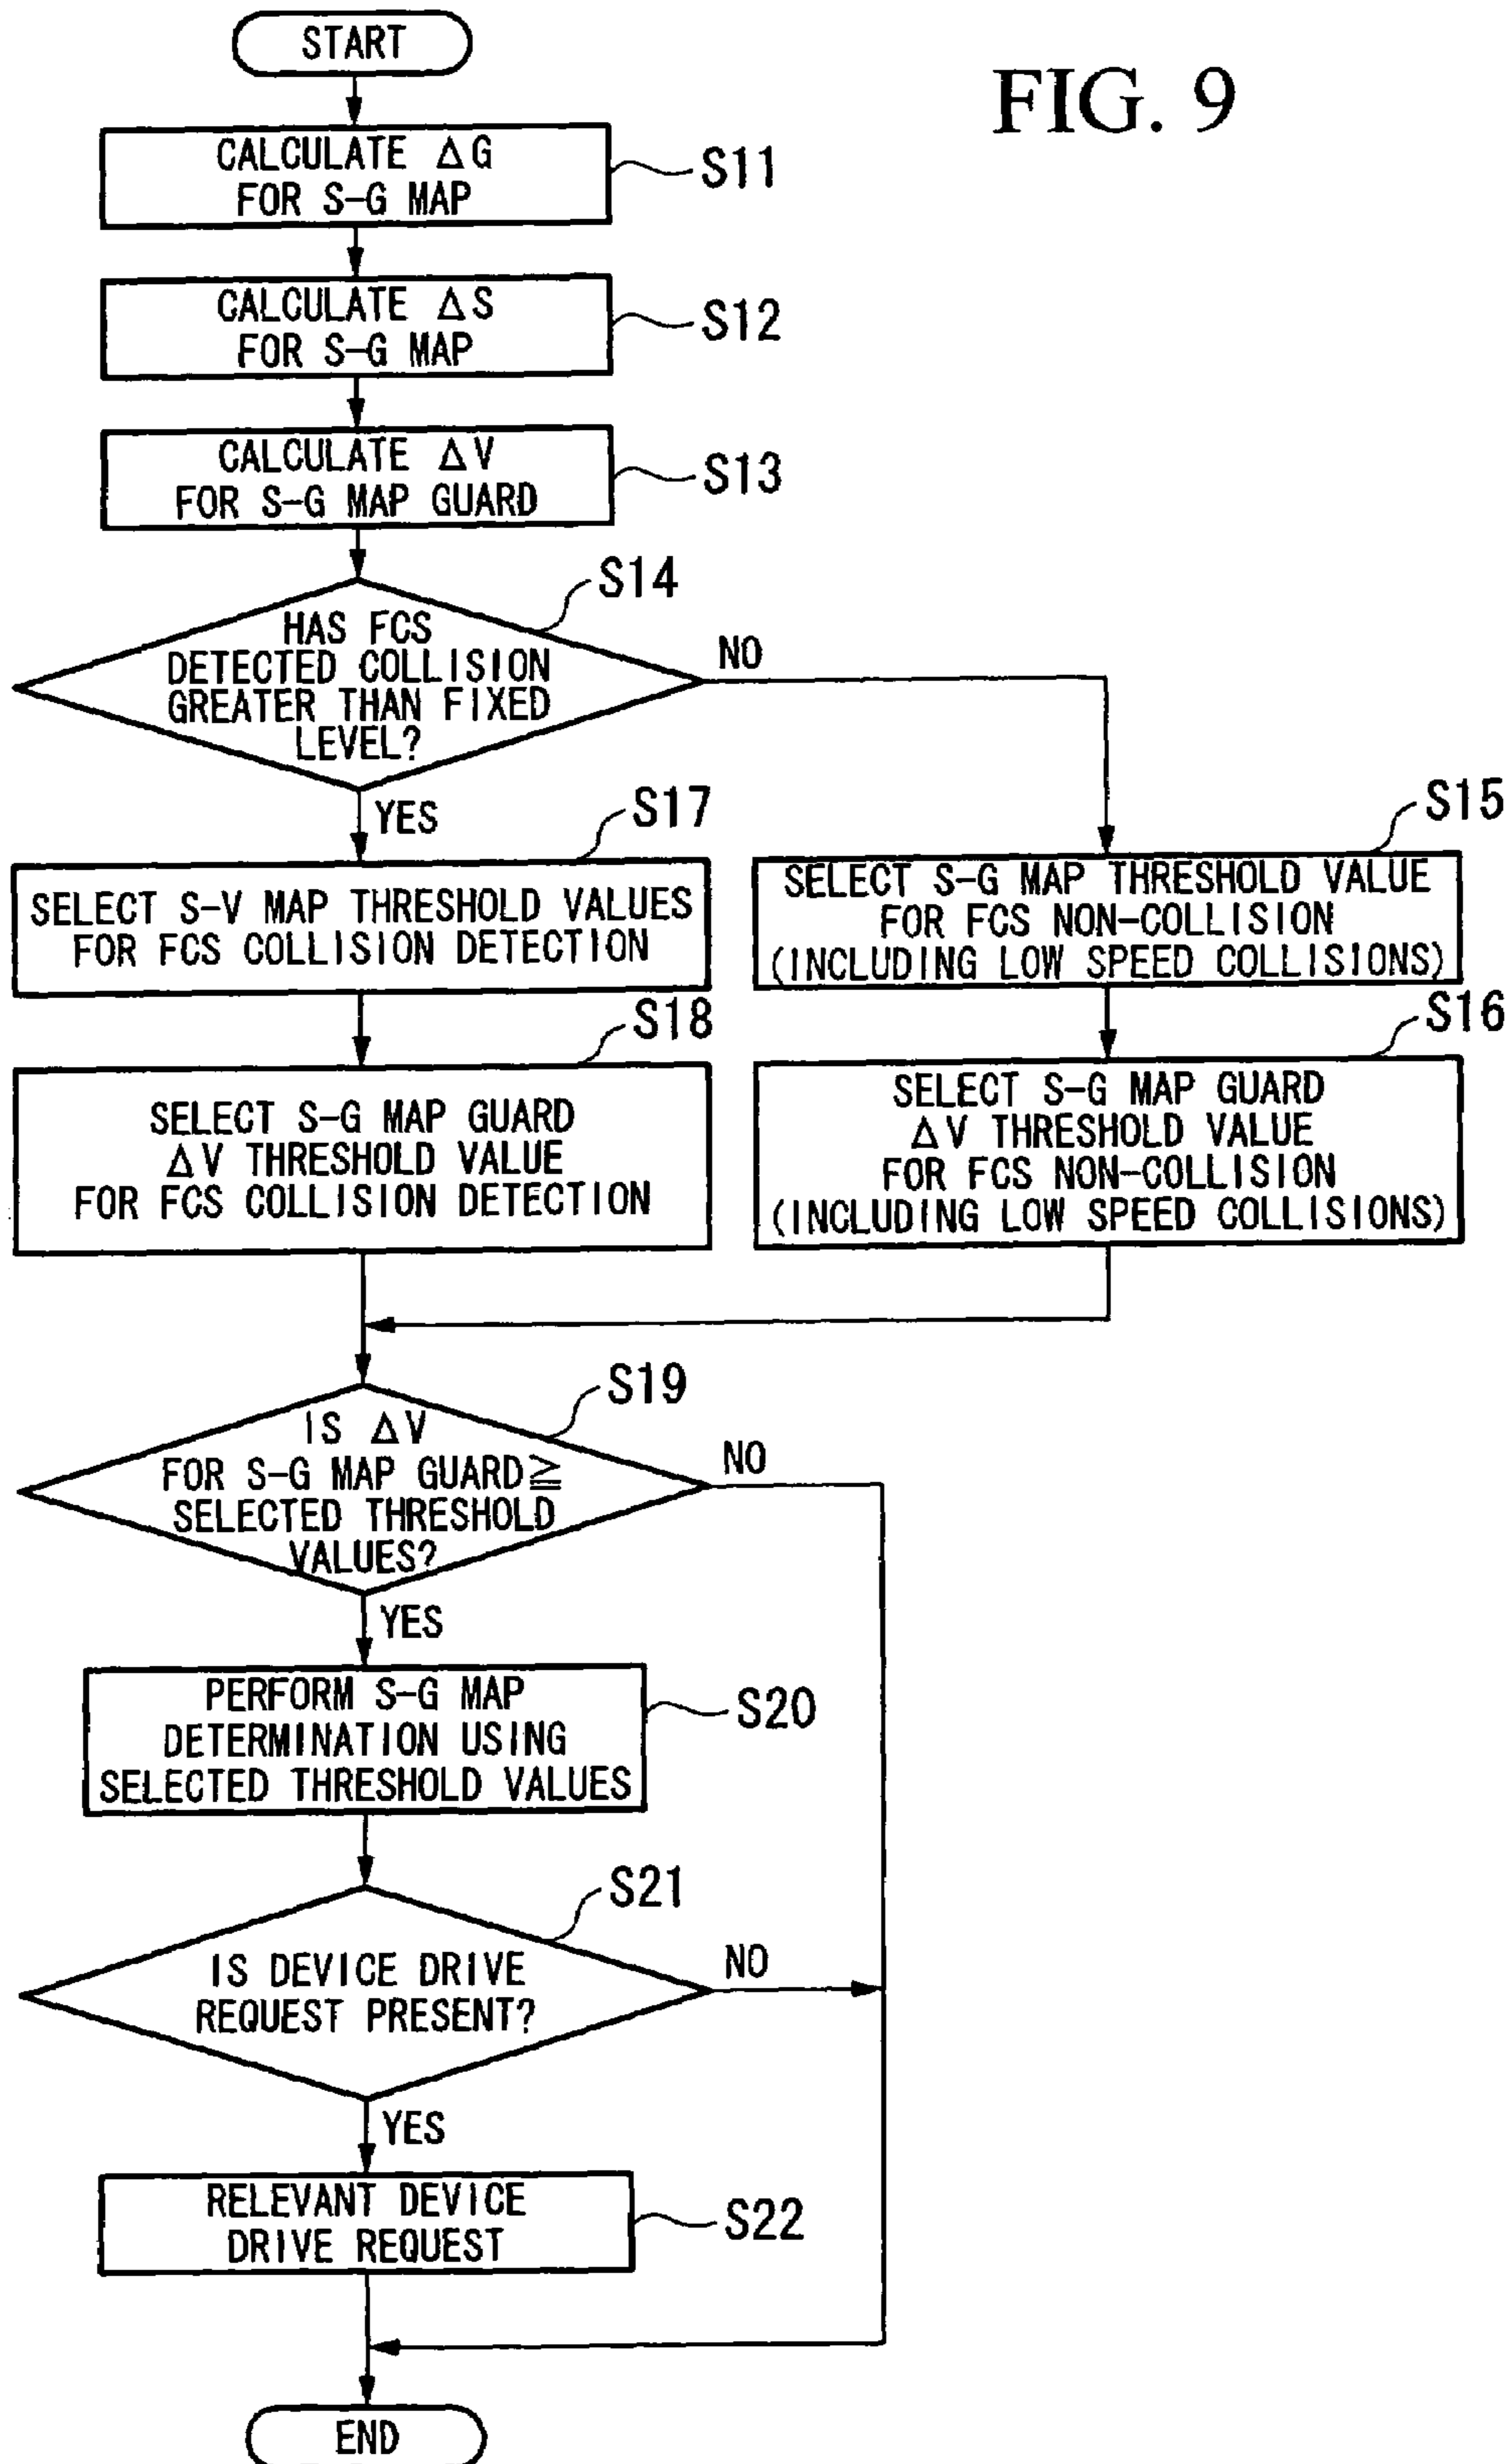 START
FIG. 9
CALCULATE ΔG
FOR S-G MAP
S11
CALCULATE ΔS
FOR S-G MAP
S12
CALCULATE ΔV
FOR S-G MAP GUARD
S13
S14
HAS FCS
DETECTED COLLISION
GREATER THAN FIXED
LEVEL?
NO
YES
S17
SELECT S-V MAP THRESHOLD VALUES
FOR FCS COLLISION DETECTION
S15
SELECT S-G MAP THRESHOLD VALUE
FOR FCS NON-COLLISION
(INCLUDING LOW SPEED COLLISIONS)
S18
SELECT S-G MAP GUARD
ΔV THRESHOLD VALUE
FOR FCS COLLISION DETECTION
S16
SELECT S-G MAP GUARD
ΔV THRESHOLD VALUE
FOR FCS NON-COLLISION
(INCLUDING LOW SPEED COLLISIONS)
S19
IS ΔV
FOR S-G MAP GUARD≧
SELECTED THRESHOLD
VALUES?
NO
YES
PERFORM S-G MAP
DETERMINATION USING
SELECTED THRESHOLD VALUES
S20
S21
IS DEVICE DRIVE
REQUEST PRESENT?
NO
YES
RELEVANT DEVICE
DRIVE REQUEST
S22
END